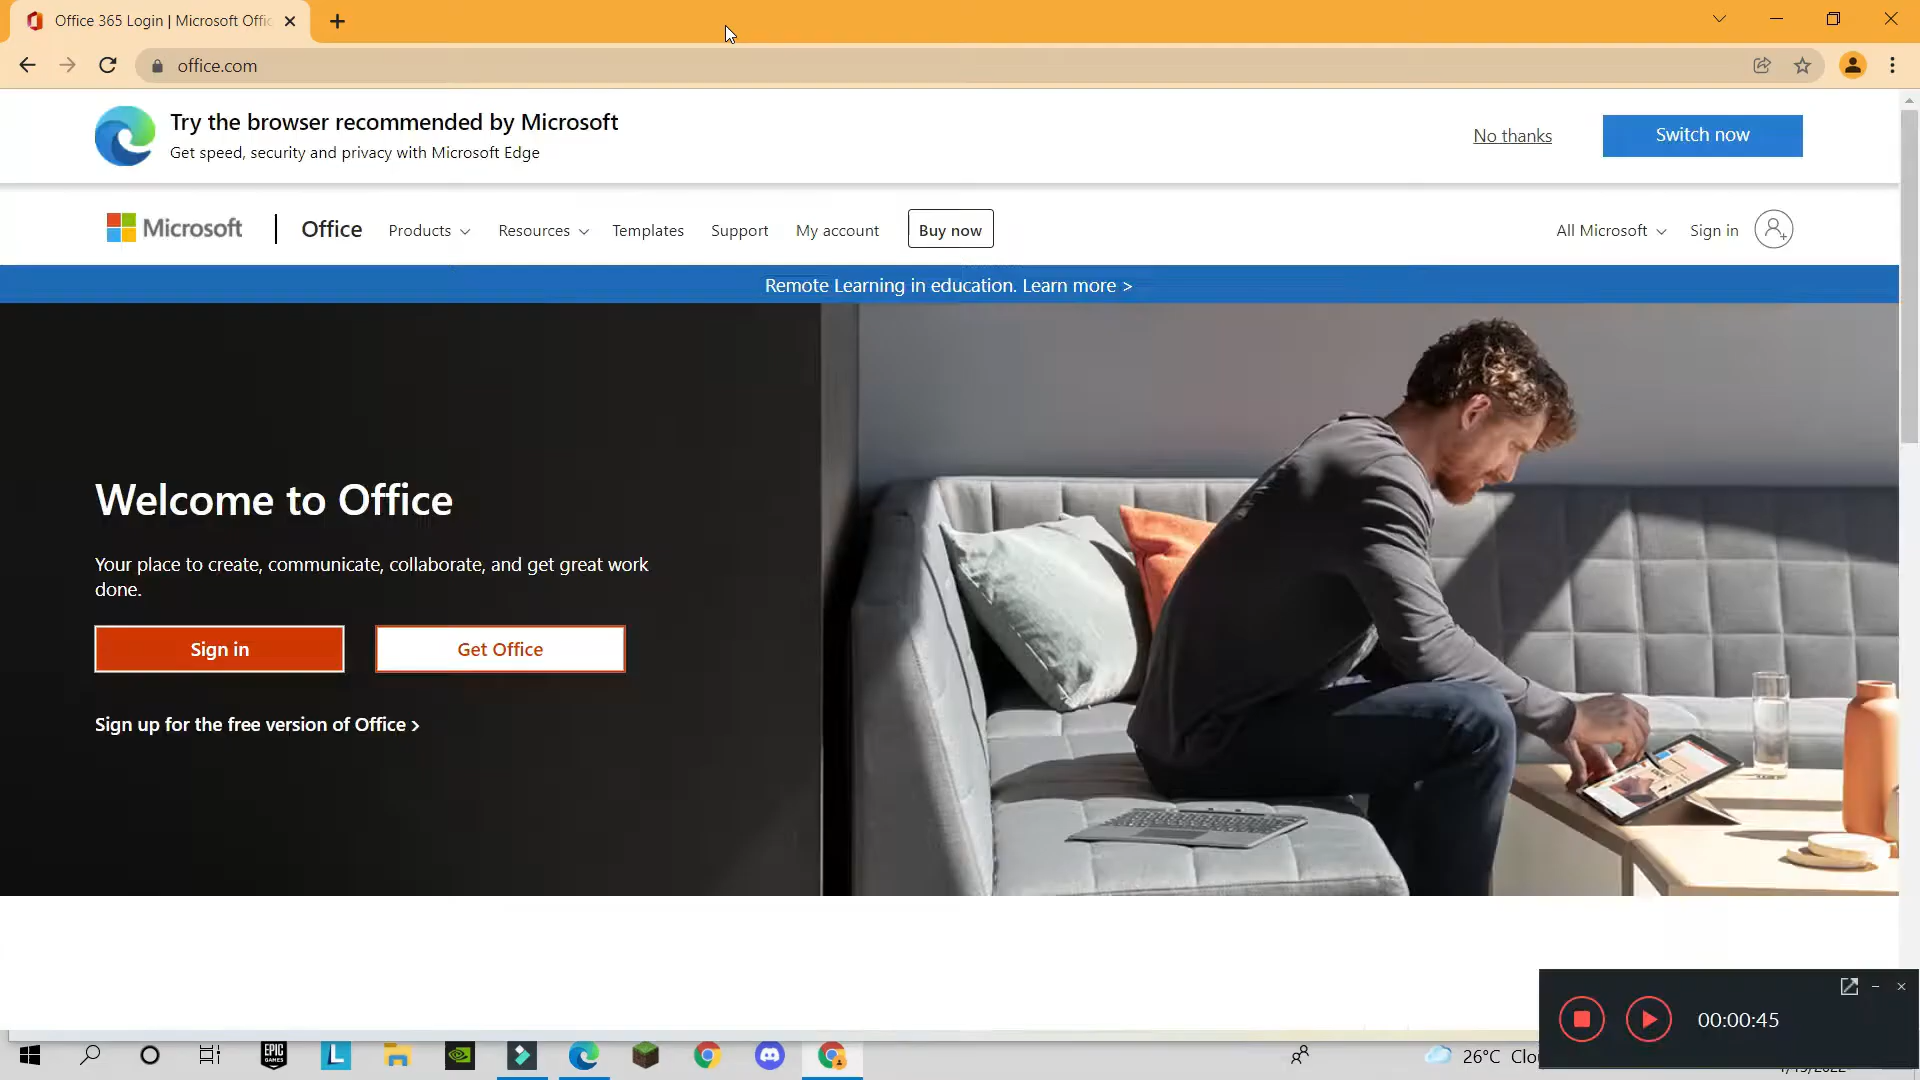 Office 365 Login | Microsoft Offic
office.com
Try the browser recommended by Microsoft
Get speed, security and privacy with Microsoft Edge
No thanks
Switch now
Microsoft
Office
Products
Resources
Templates
Support
My account
Buy now
All Microsoft
Sign in
Remote Learning in education. Learn more >
Welcome to Office
Your place to create, communicate, collaborate, and get great work
done.
Sign in
Get Office
Sign up for the free version of Office >
00:00:45
EPIC
GAMES
L
26°C Clou